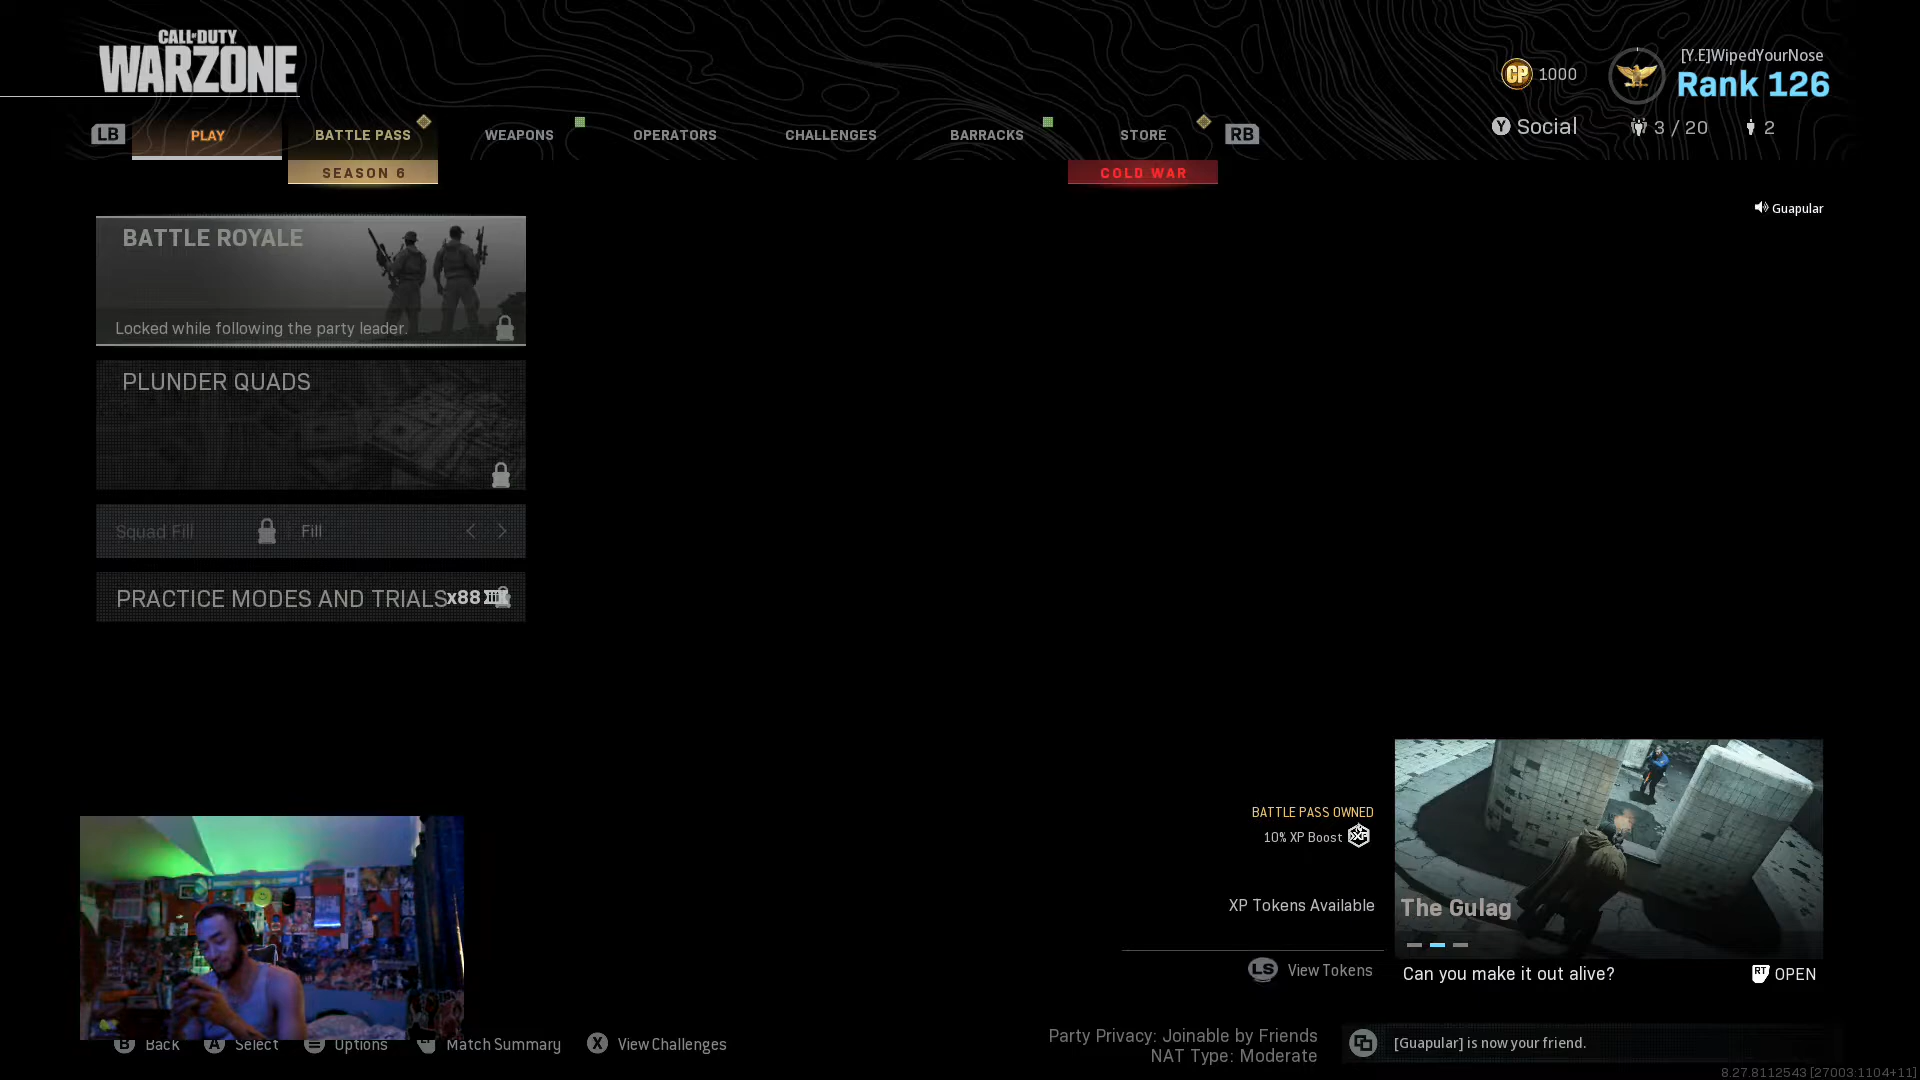 CALL OF DUTY
WARZONE
CP 1000
[Y.E]WipedYourNose
Rank 126
LB
PLAY
BATTLE PASS
WEAPONS
OPERATORS
CHALLENGES
BARRACKS
STORE
RB
Y Social
3 / 20
2
SEASON 6
COLD WAR
Guapular
BATTLE ROYALE
Locked while following the party leader.
PLUNDER QUADS
Squad Fill
Fill
PRACTICE MODES AND TRIALS x88
BATTLE PASS OWNED
10% XP Boost
XP Tokens Available
LS View Tokens
The Gulag
Can you make it out alive?
RT OPEN
B Back
A Select
Options
Match Summary
X View Challenges
Party Privacy: Joinable by Friends
NAT Type: Moderate
[Guapular] is now your friend.
8.27.8112543 [27003:1104+11]